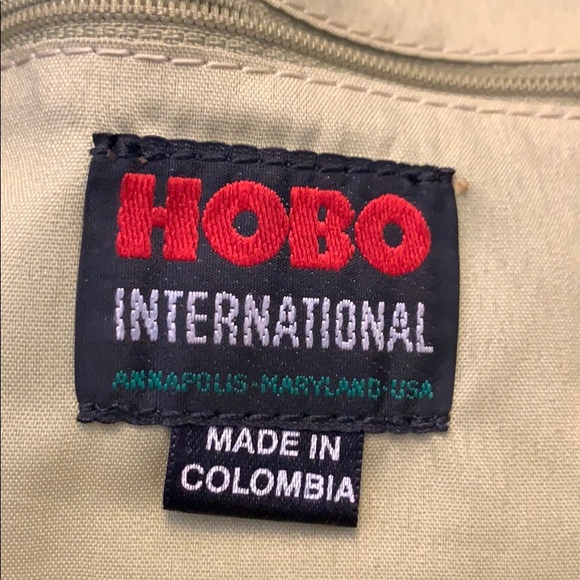 HOBO
INTERNATIONAL
ANNAPOLIS·MARYLAND·USA
MADE IN
COLOMBIA